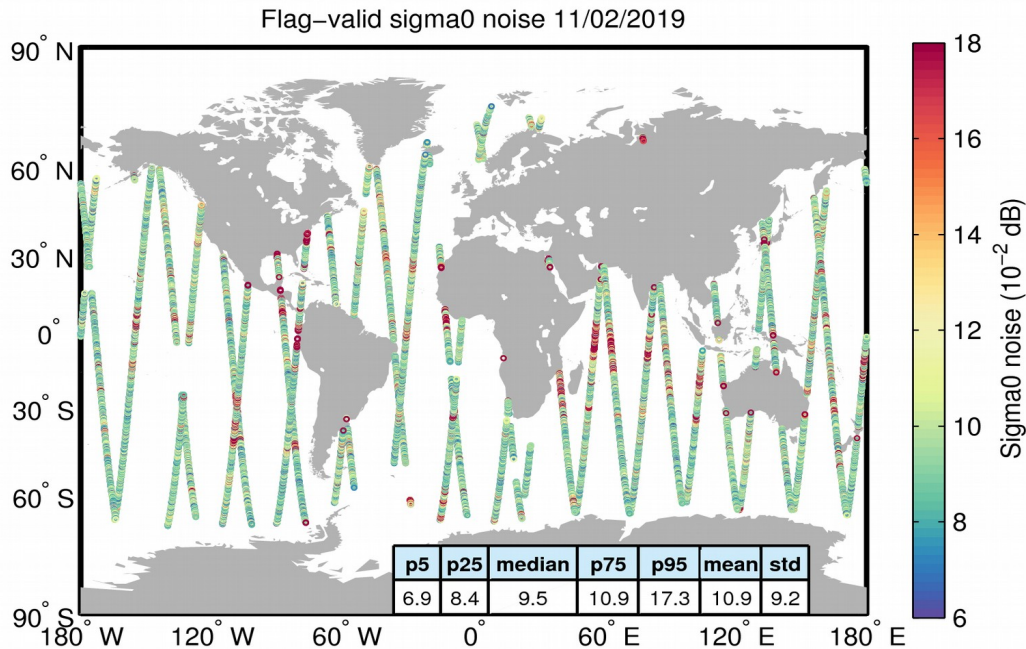 Flag−valid sigma0 noise 11/02/2019
90° N
60° N
30° N
0°
30° S
60° S
90° S
180° W
120° W
60° W
0°
60° E
120° E
180° E
p5 p25 median p75 p95 mean std
6.9 8.4 9.5 10.9 17.3 10.9 9.2
18
16
14
12
10
8
6
Sigma0 noise (10⁻² dB)